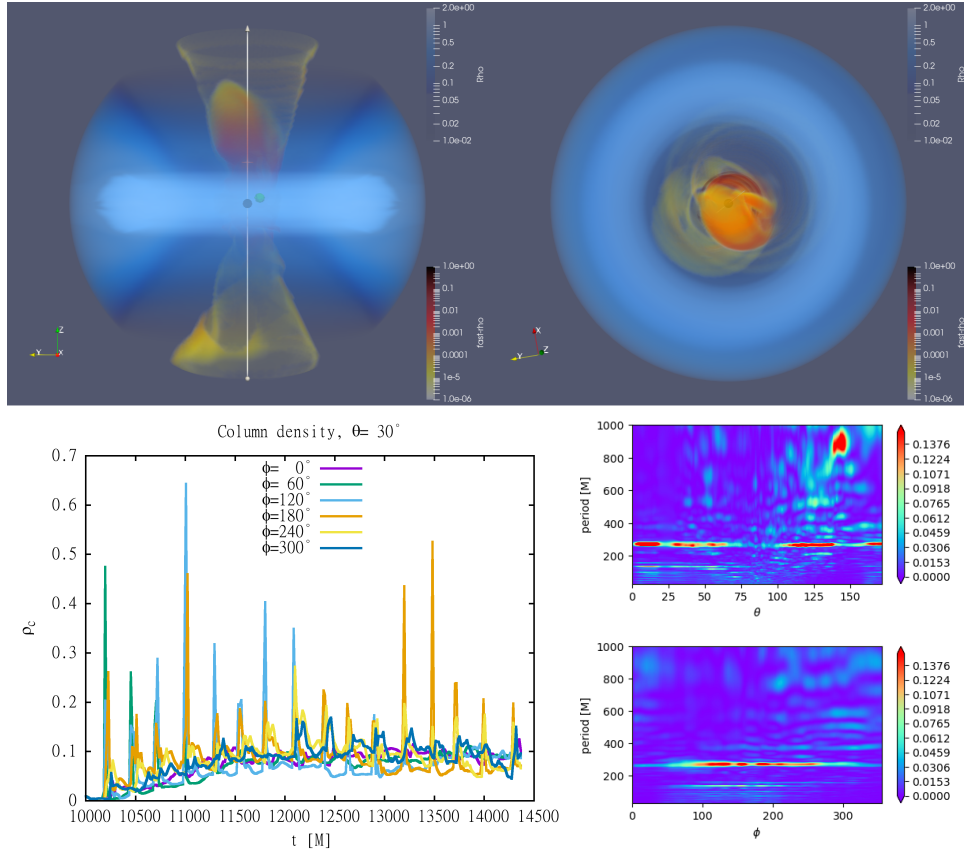 2.0e+00
1
0.5
0.2
0.1
0.05
0.02
1.0e-02
Rho
1.0e+00
0.1
0.01
0.001
0.0001
1e-5
1.0e-06
fast-rho
Z
Y
X
2.0e+00
1
0.5
0.2
0.1
0.05
0.02
1.0e-02
Rho
1.0e+00
0.1
0.01
0.001
0.0001
1e-5
1.0e-06
fast-rho
X
Y
Z
Column density, θ= 30°
0.7
0.6
0.5
0.4
0.3
0.2
0.1
0
ρc
ϕ= 0°
ϕ= 60°
ϕ=120°
ϕ=180°
ϕ=240°
ϕ=300°
10000 10500 11000 11500 12000 12500 13000 13500 14000 14500
t [M]
1000
800
600
400
200
period [M]
0 25 50 75 100 125 150
θ
0.1376
0.1224
0.1071
0.0918
0.0765
0.0612
0.0459
0.0306
0.0153
0.0000
1000
800
600
400
200
period [M]
0 100 200 300
ϕ
0.1376
0.1224
0.1071
0.0918
0.0765
0.0612
0.0459
0.0306
0.0153
0.0000